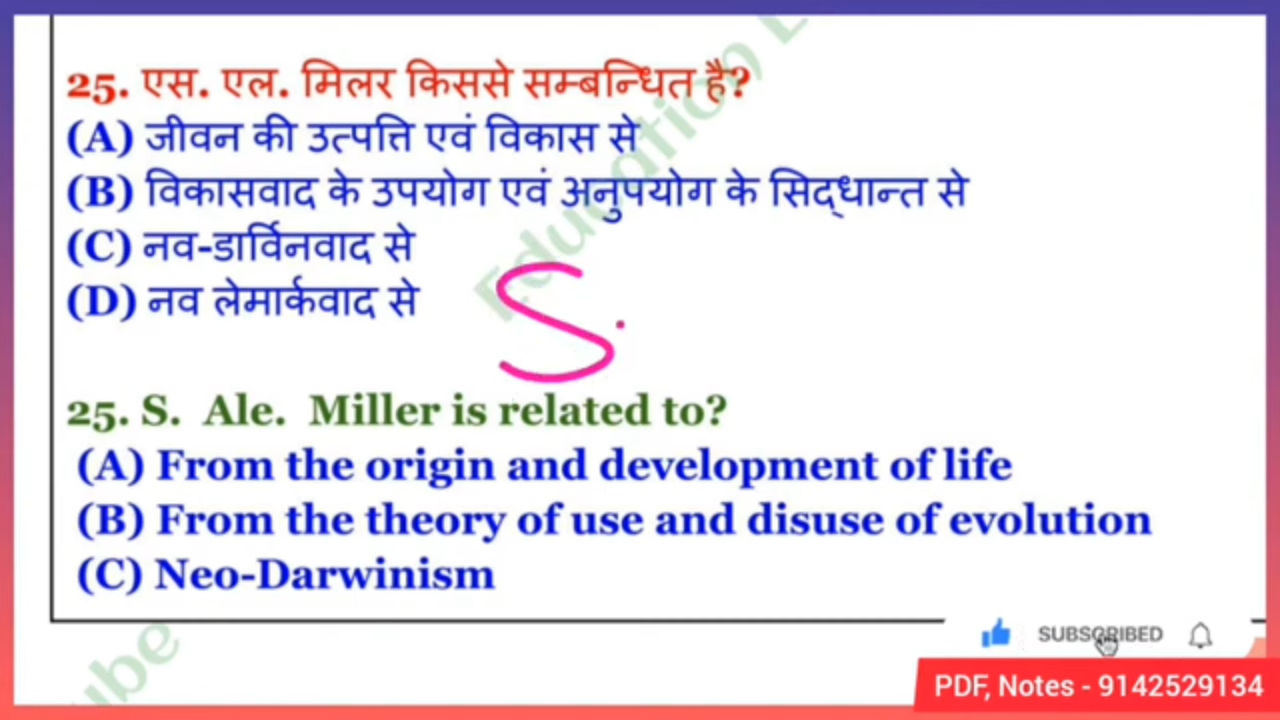 25. एस. एल. मिलर किससे सम्बन्धित है?
(A) जीवन की उत्पत्ति एवं विकास से
(B) विकासवाद के उपयोग एवं अनुपयोग के सिद्धान्त से
(C) नव-डार्विनवाद से
(D) नव लेमार्कवाद से
S.
25. S. Ale. Miller is related to?
(A) From the origin and development of life
(B) From the theory of use and disuse of evolution
(C) Neo-Darwinism
SUBSCRIBED
PDF, Notes - 9142529134
Education
ube